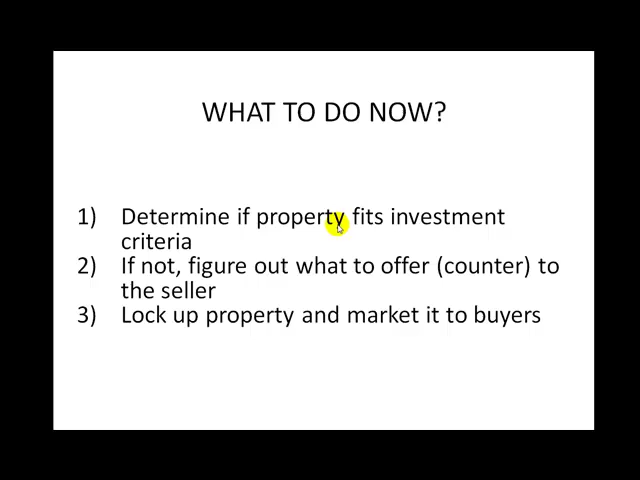 WHAT TO DO NOW?
1) Determine if property fits investment
criteria
2) If not, figure out what to offer (counter) to
the seller
3) Lock up property and market it to buyers